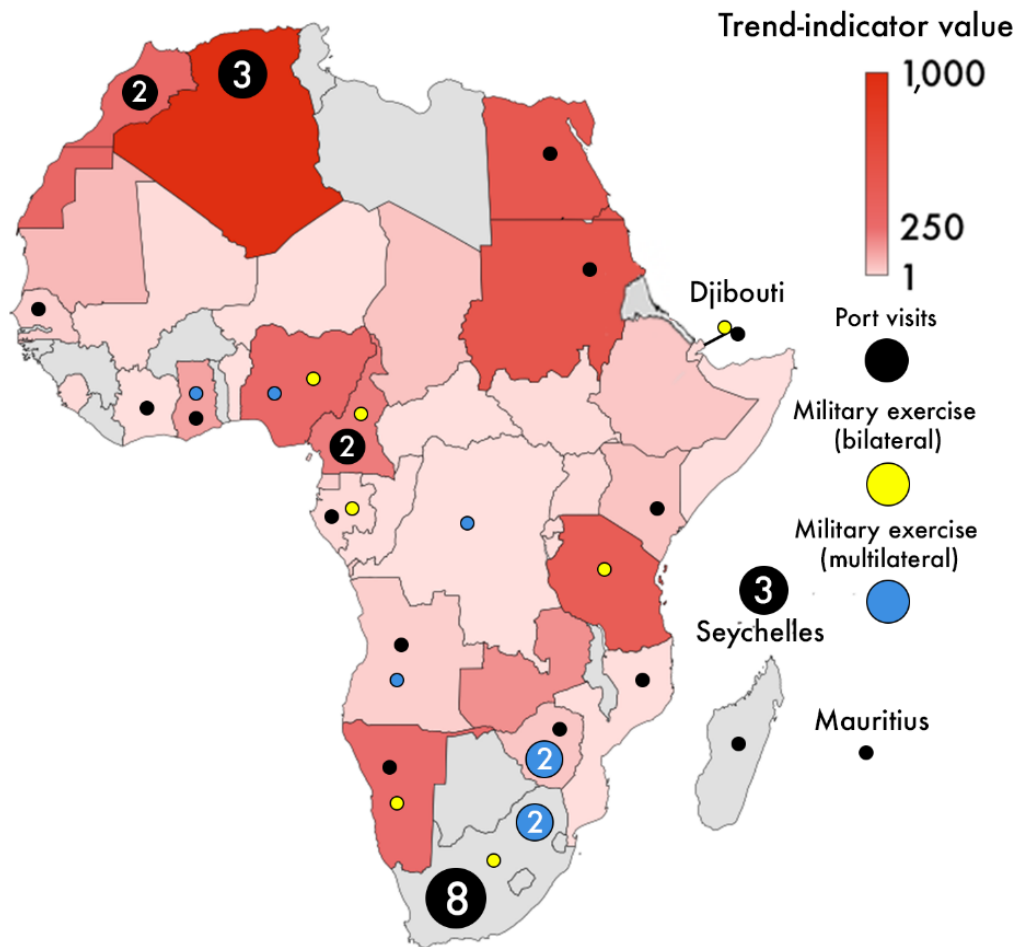 Trend-indicator value
1,000
250
1
Port visits
Military exercise
(bilateral)
Military exercise
(multilateral)
2
3
Djibouti
2
3
Seychelles
Mauritius
2
2
8